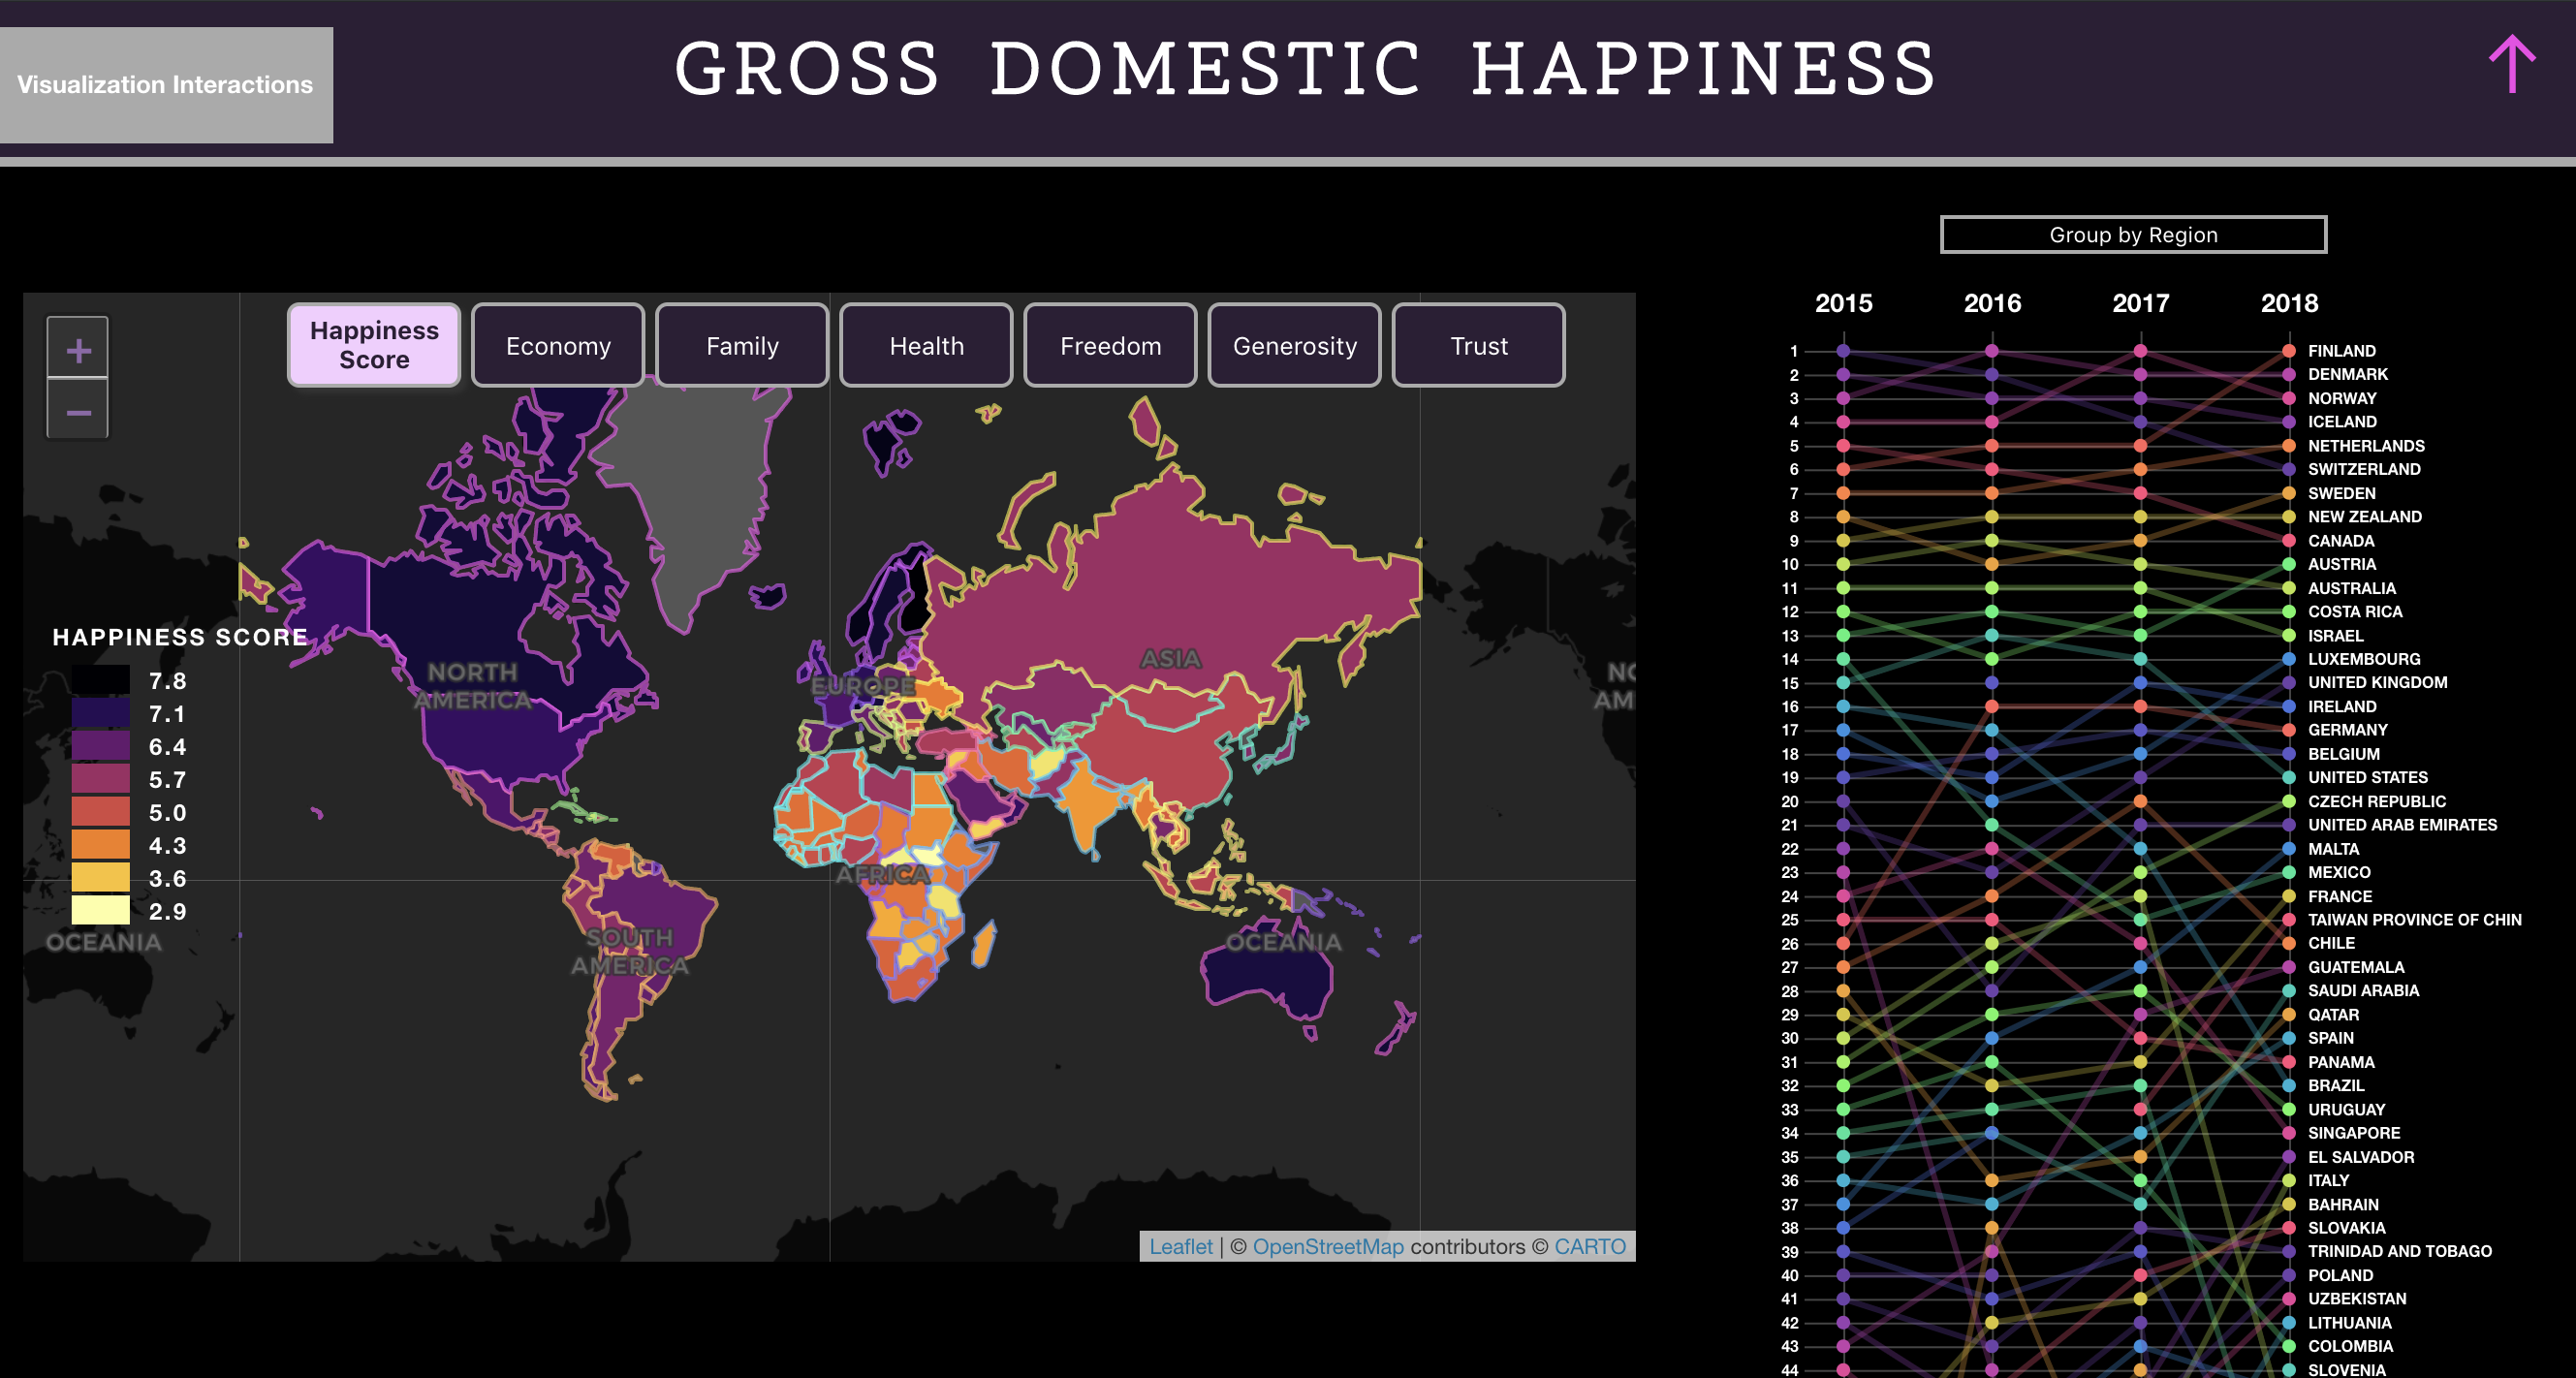 Visualization Interactions
GROSS DOMESTIC HAPPINESS
↑
Group by Region
+
−
Happiness
Score
Economy
Family
Health
Freedom
Generosity
Trust
HAPPINESS SCORE
7.8
7.1
6.4
5.7
5.0
4.3
3.6
2.9
NORTH
AMERICA
EUROPE
ASIA
AFRICA
SOUTH
AMERICA
OCEANIA
OCEANIA
NO
AM
Leaflet | © OpenStreetMap contributors © CARTO
2015 2016 2017 2018
1 FINLAND
2 DENMARK
3 NORWAY
4 ICELAND
5 NETHERLANDS
6 SWITZERLAND
7 SWEDEN
8 NEW ZEALAND
9 CANADA
10 AUSTRIA
11 AUSTRALIA
12 COSTA RICA
13 ISRAEL
14 LUXEMBOURG
15 UNITED KINGDOM
16 IRELAND
17 GERMANY
18 BELGIUM
19 UNITED STATES
20 CZECH REPUBLIC
21 UNITED ARAB EMIRATES
22 MALTA
23 MEXICO
24 FRANCE
25 TAIWAN PROVINCE OF CHIN
26 CHILE
27 GUATEMALA
28 SAUDI ARABIA
29 QATAR
30 SPAIN
31 PANAMA
32 BRAZIL
33 URUGUAY
34 SINGAPORE
35 EL SALVADOR
36 ITALY
37 BAHRAIN
38 SLOVAKIA
39 TRINIDAD AND TOBAGO
40 POLAND
41 UZBEKISTAN
42 LITHUANIA
43 COLOMBIA
44 SLOVENIA